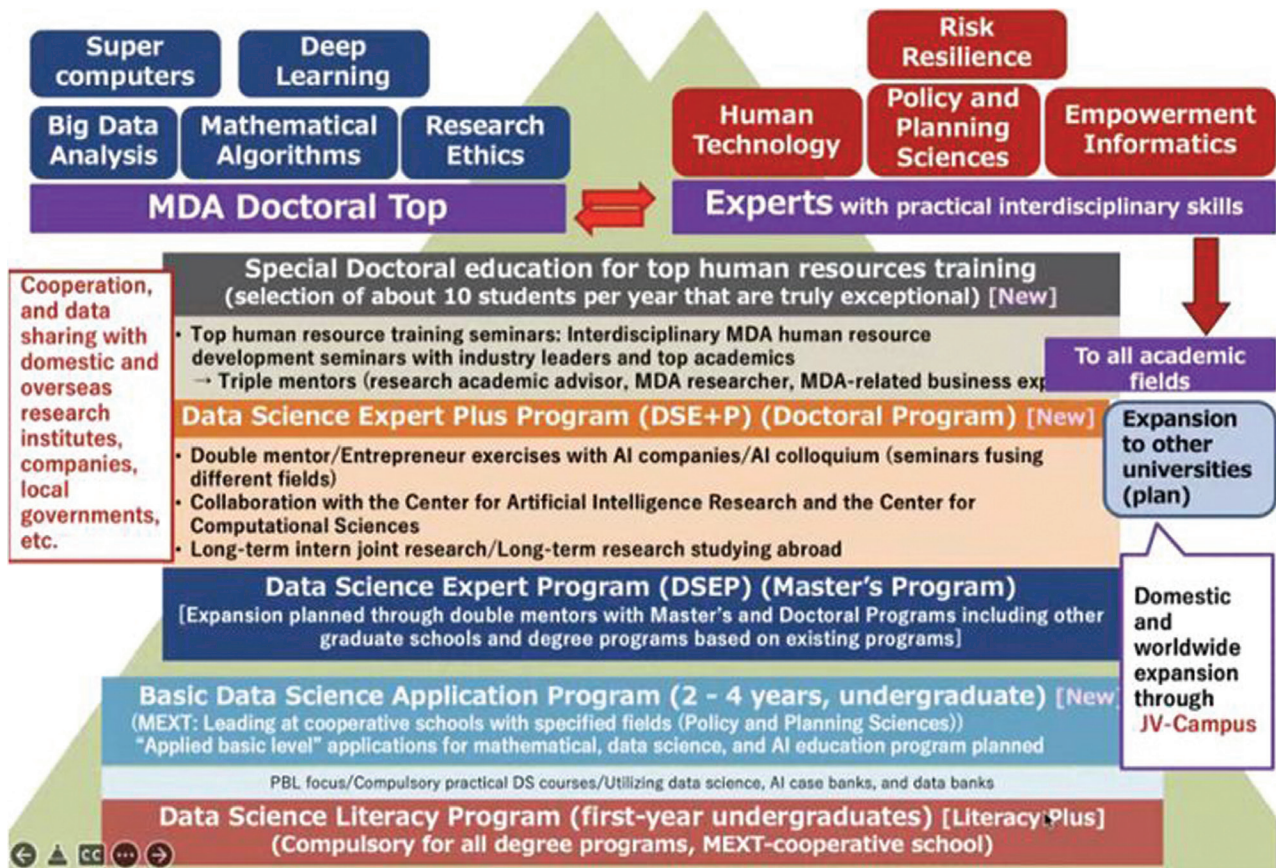 Super
computers
Deep
Learning
Big Data
Analysis
Mathematical
Algorithms
Research
Ethics
MDA Doctoral Top
Risk
Resilience
Human
Technology
Policy and
Planning
Sciences
Empowerment
Informatics
Experts with practical interdisciplinary skills
Special Doctoral education for top human resources training
(selection of about 10 students per year that are truly exceptional) [New]
Cooperation,
and data
sharing with
domestic and
overseas
research
institutes,
companies,
local
governments,
etc.
• Top human resource training seminars: Interdisciplinary MDA human resource
development seminars with industry leaders and top academics
→ Triple mentors (research academic advisor, MDA researcher, MDA-related business exp
To all academic
fields
Data Science Expert Plus Program (DSE+P) (Doctoral Program) [New]
• Double mentor/Entrepreneur exercises with AI companies/AI colloquium (seminars fusing
different fields)
• Collaboration with the Center for Artificial Intelligence Research and the Center for
Computational Sciences
• Long-term intern joint research/Long-term research studying abroad
Expansion
to other
universities
(plan)
Data Science Expert Program (DSEP) (Master's Program)
[Expansion planned through double mentors with Master's and Doctoral Programs including other
graduate schools and degree programs based on existing programs]
Domestic
and
worldwide
expansion
through
JV-Campus
Basic Data Science Application Program (2 - 4 years, undergraduate) [New]
(MEXT: Leading at cooperative schools with specified fields (Policy and Planning Sciences))
"Applied basic level" applications for mathematical, data science, and AI education program planned
PBL focus/Compulsory practical DS courses/Utilizing data science, AI case banks, and data banks
Data Science Literacy Program (first-year undergraduates) [Literacy Plus]
(Compulsory for all degree programs, MEXT-cooperative school)
CC